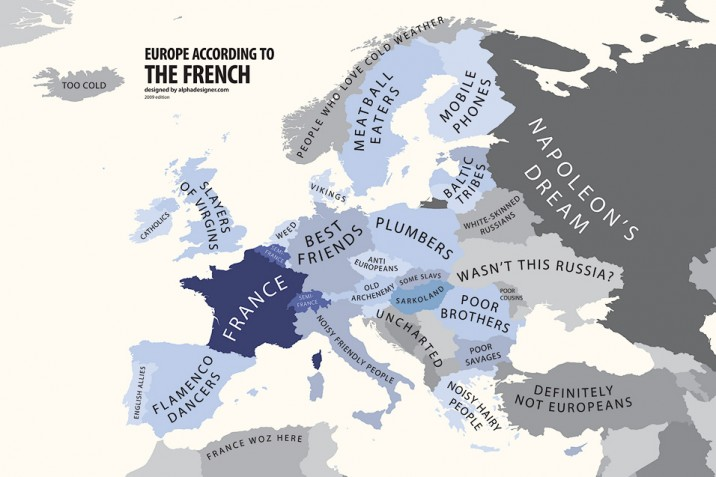 EUROPE ACCORDING TO
THE FRENCH
designed by alphadesigner.com
2009 edition
TOO COLD
PEOPLE WHO LOVE COLD WEATHER
MEATBALL
EATERS
MOBILE
PHONES
NAPOLEON'S
DREAM
BALTIC
TRIBES
VIKINGS
SLAYERS
OF VIRGINS
CATHOLICS
WEED
SEMI
FRANCE
BEST
FRIENDS
PLUMBERS
WHITE-SKINNED
RUSSIANS
WASN'T THIS RUSSIA?
ANTI
EUROPEANS
SOME SLAVS
OLD
ARCHENEMY
SARKOLAND
POOR
COUSINS
POOR
BROTHERS
FRANCE
SEMI
FRANCE
UNCHARTED
NOISY FRIENDLY PEOPLE
POOR
SAVAGES
ENGLISH ALLIES
FLAMENCO
DANCERS
NOISY HAIRY
PEOPLE
DEFINITELY
NOT EUROPEANS
FRANCE WOZ HERE